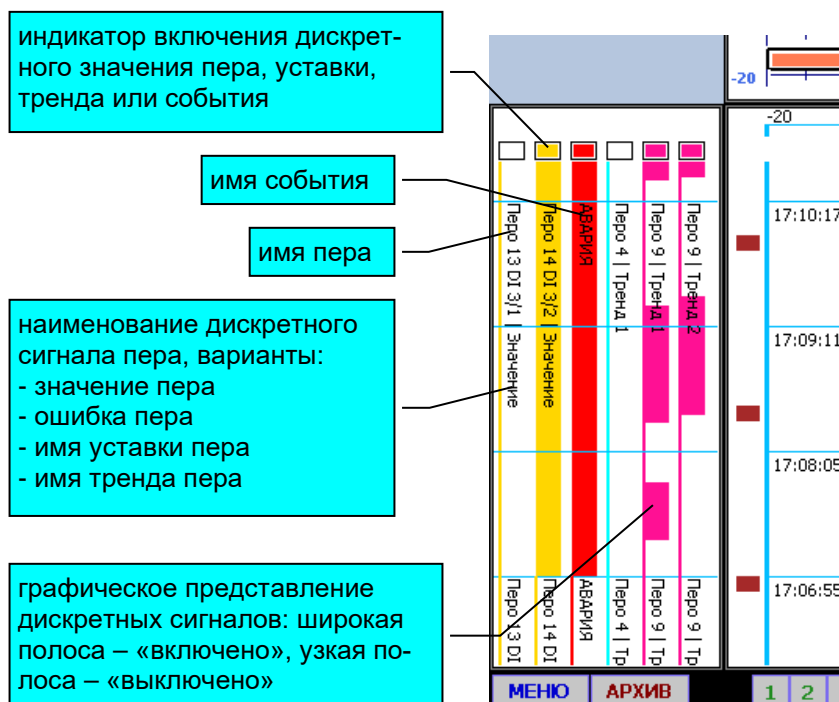 индикатор включения дискрет-
ного значения пера, уставки,
тренда или события
имя события
имя пера
наименование дискретного
сигнала пера, варианты:
- значение пера
- ошибка пера
- имя уставки пера
- имя тренда пера
графическое представление
дискретных сигналов: широкая
полоса – «включено», узкая по-
лоса – «выключено»
-20
-20
Перо 13 DI 3/1 | Значение
Перо 14 DI 3/2 | Значение
АВАРИЯ
Перо 4 | Тренд 1
Перо 9 | Тренд 1
Перо 9 | Тренд 2
17:10:17
17:09:11
17:08:05
17:06:55
Перо 13 DI
Перо 14 DI
АВАРИЯ
Перо 4 | Тр
Перо 9 | Тр
Перо 9 | Тр
МЕНЮ
АРХИВ
1
2